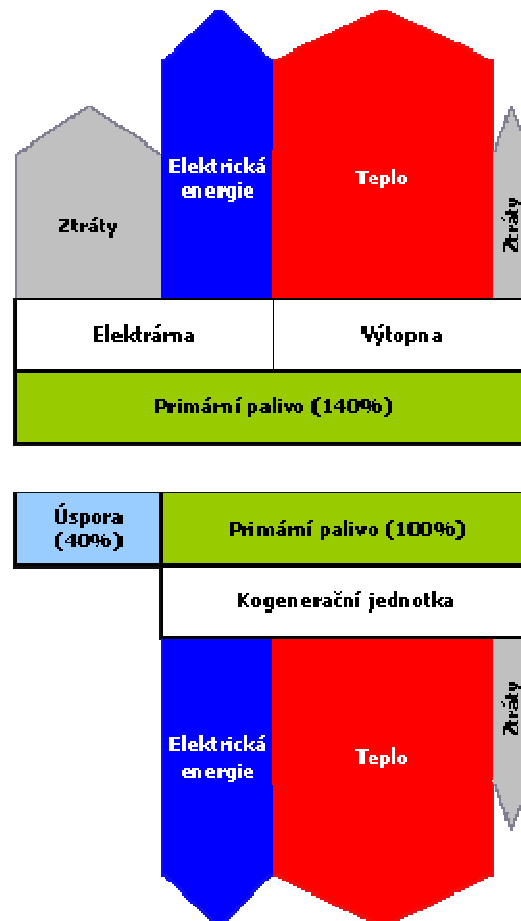 Elektrická
energie
Teplo
Ztráty
Ztráty
Elektrárna
Výtopna
Primární palivo (140%)
Úspora
(40%)
Primární palivo (100%)
Kogenerační jednotka
Ztráty
Elektrická
energie
Teplo